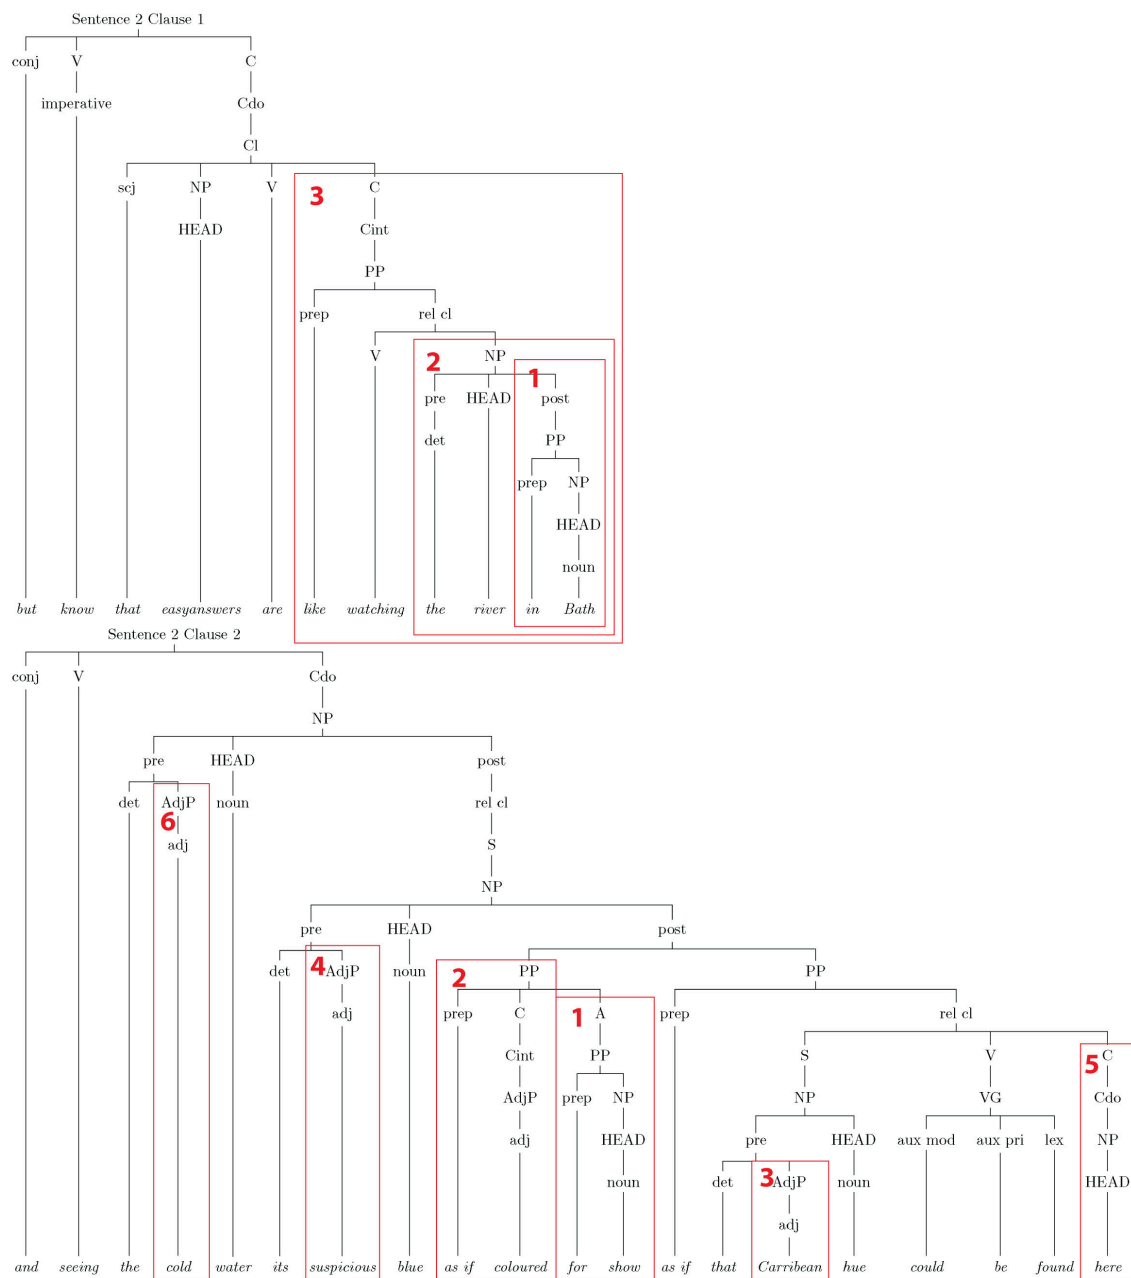 Sentence 2 Clause 1
conj V C
imperative Cdo
Cl
scj NP V C
3
HEAD Cint
PP
prep rel cl
V NP
2
1
pre HEAD post
det PP
prep NP
HEAD
noun
but know that easyanswers are like watching the river in Bath
Sentence 2 Clause 2
conj V Cdo
NP
pre HEAD post
det AdjP noun rel cl
6
adj S
NP
pre HEAD post
det 4 AdjP noun 2 PP PP
adj prep C 1 A prep rel cl
Cint PP S V 5 C
AdjP prep NP NP VG Cdo
adj HEAD pre HEAD aux mod aux pri lex NP
noun det 3 AdjP noun HEAD
adj
and seeing the cold water its suspicious blue as if coloured for show as if that Carribean hue could be found here